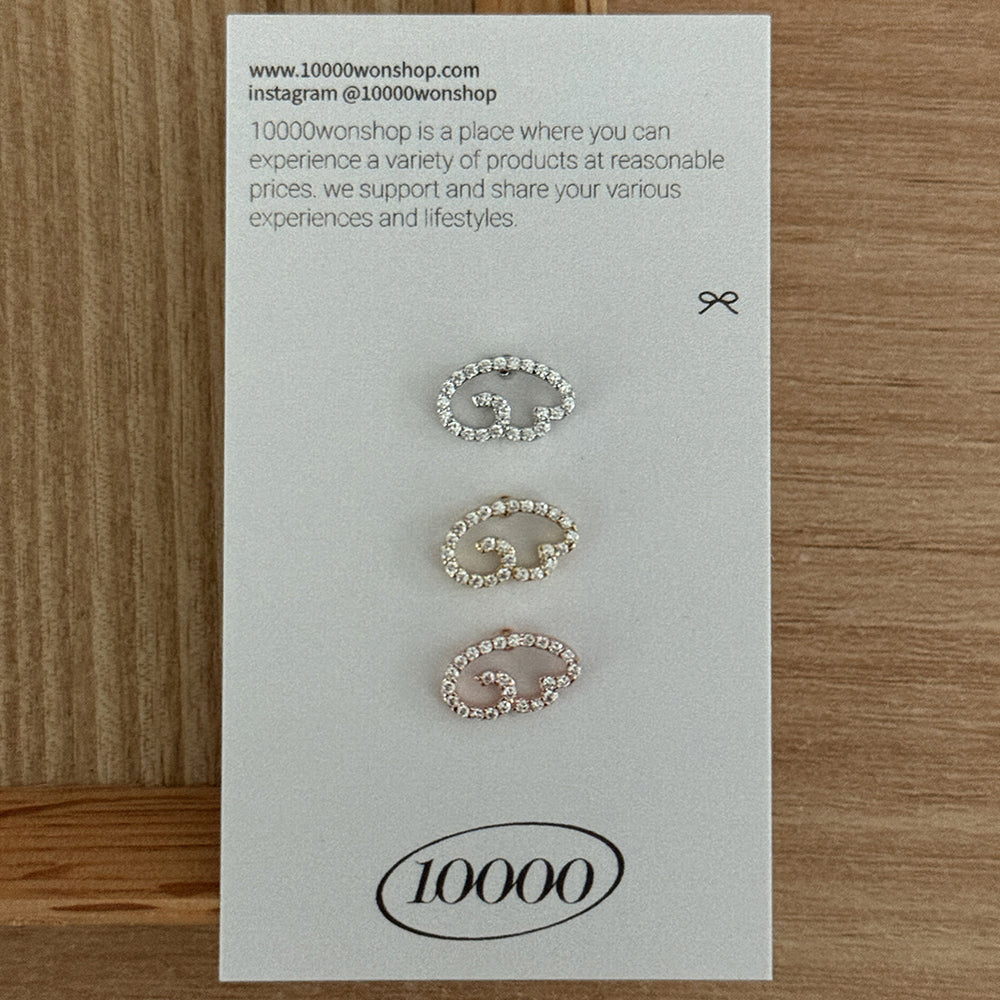 www.10000wonshop.com
instagram @10000wonshop
10000wonshop is a place where you can
experience a variety of products at reasonable
prices. we support and share your various
experiences and lifestyles.
10000